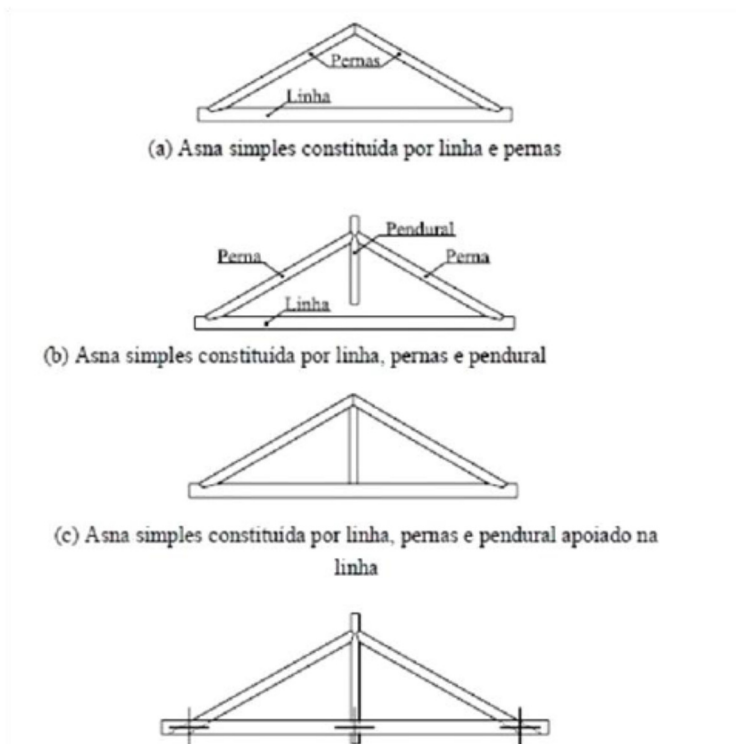 Pernas
Linha
(a) Asna simples constituída por linha e pernas
Pendural
Perna
Perna
Linha
(b) Asna simples constituída por linha, pernas e pendural
(c) Asna simples constituída por linha, pernas e pendural apoiado na
linha